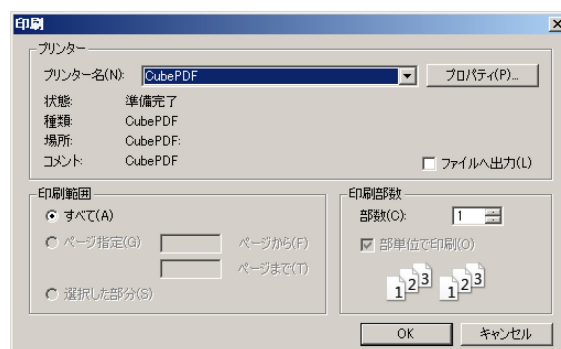 印刷
プリンター
プリンター名(N): CubePDF プロパティ(P)...
状態: 準備完了
種類: CubePDF
場所: CubePDF:
コメント: CubePDF
ファイルへ出力(L)
印刷範囲
すべて(A)
ページ指定(G) ページから(F)
ページまで(T)
選択した部分(S)
印刷部数
部数(C): 1
部単位で印刷(O)
1 2 3 1 2 3
OK キャンセル